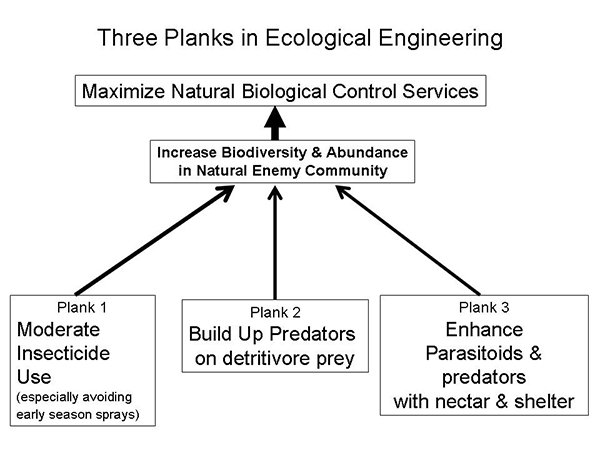 Three Planks in Ecological Engineering
Maximize Natural Biological Control Services
Increase Biodiversity & Abundance
in Natural Enemy Community
Plank 1
Moderate
Insecticide
Use
(especially avoiding
early season sprays)
Plank 2
Build Up Predators
on detritivore prey
Plank 3
Enhance
Parasitoids &
predators
with nectar & shelter